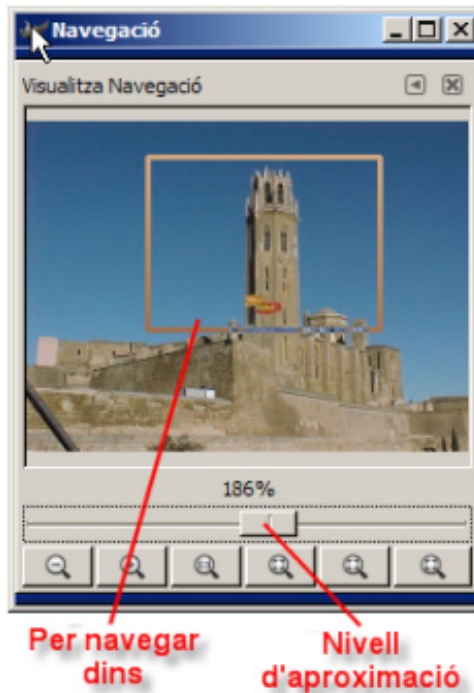 Navegació
Visualitza Navegació
186%
Per navegar
dins
Nivell
d'aproximació